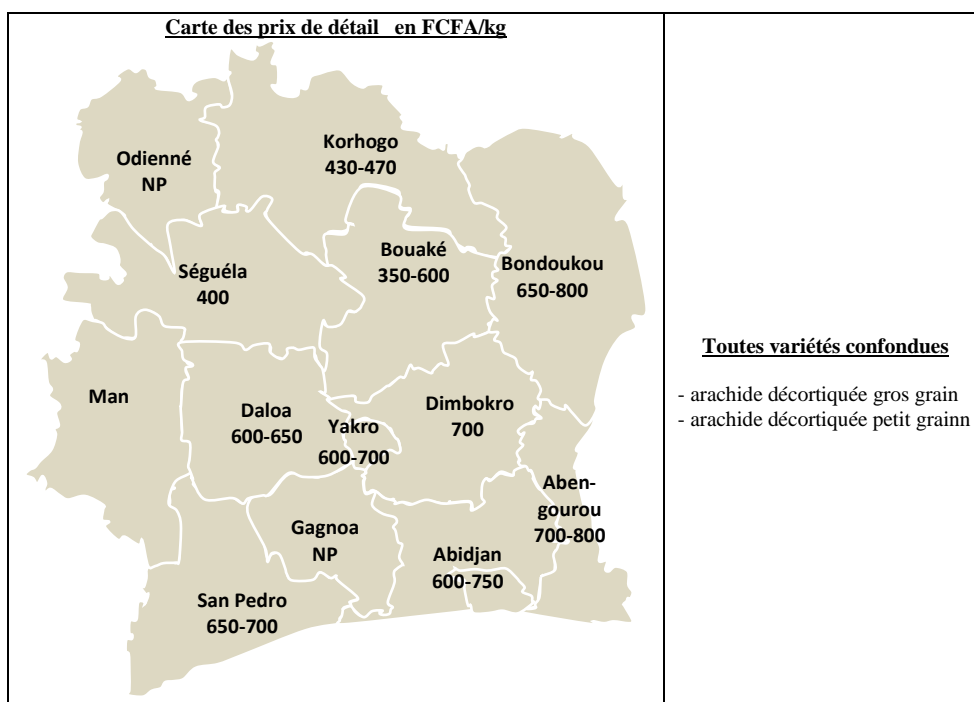 Carte des prix de détail en FCFA/kg
Korhogo
430-470
Odienné
NP
Bouaké
350-600
Bondoukou
650-800
Séguéla
400
Man
Daloa
600-650
Yakro
600-700
Dimbokro
700
Aben-
gourou
700-800
Gagnoa
NP
Abidjan
600-750
San Pedro
650-700
Toutes variétés confondues
- arachide décortiquée gros grain
- arachide décortiquée petit grainn